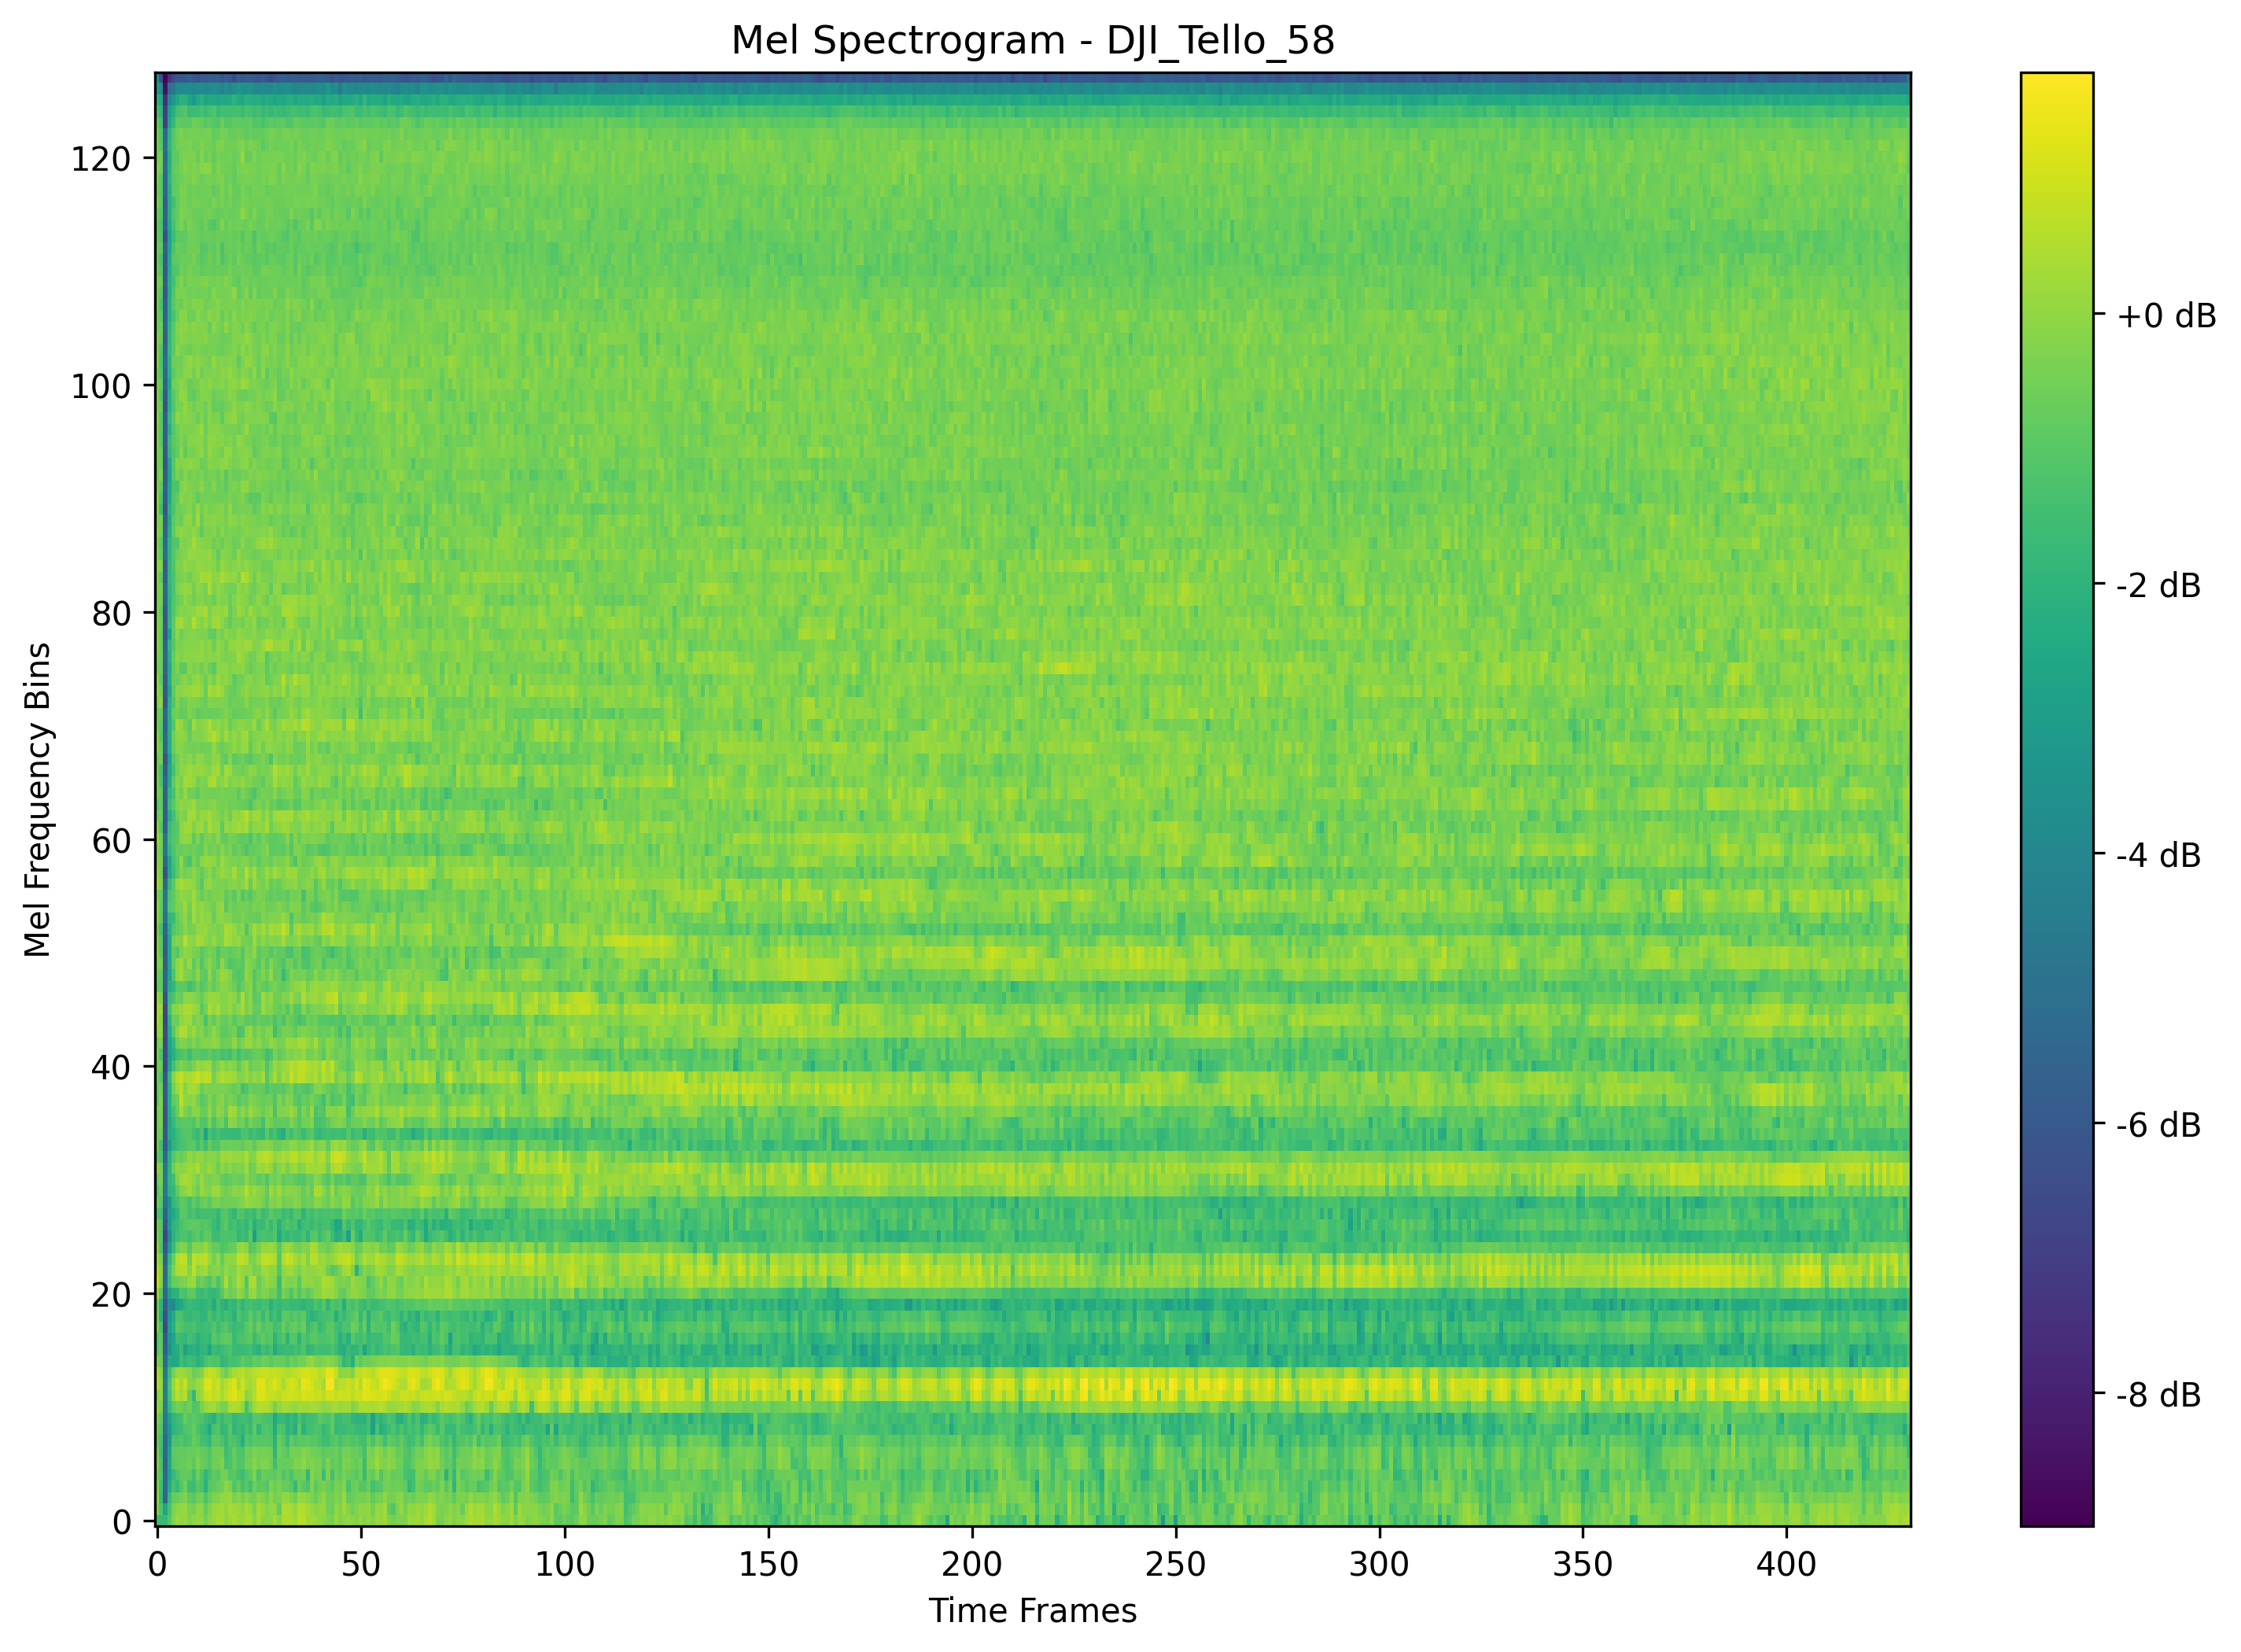 Mel Spectrogram - DJI_Tello_58
Mel Frequency Bins
120
100
80
60
40
20
0
0 50 100 150 200 250 300 350 400
Time Frames
+0 dB
-2 dB
-4 dB
-6 dB
-8 dB